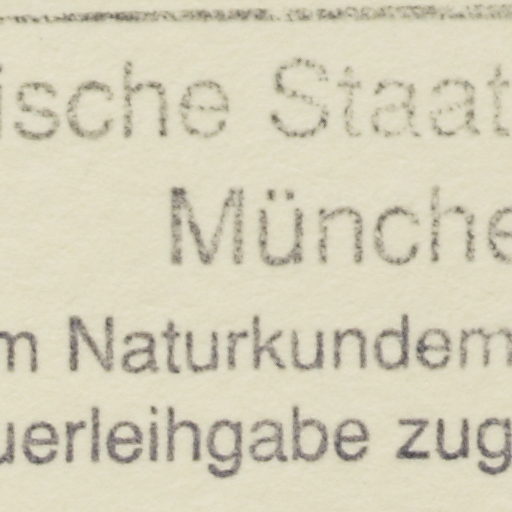 ische Staat
Münche
m Naturkundem
uerleihgabe zug